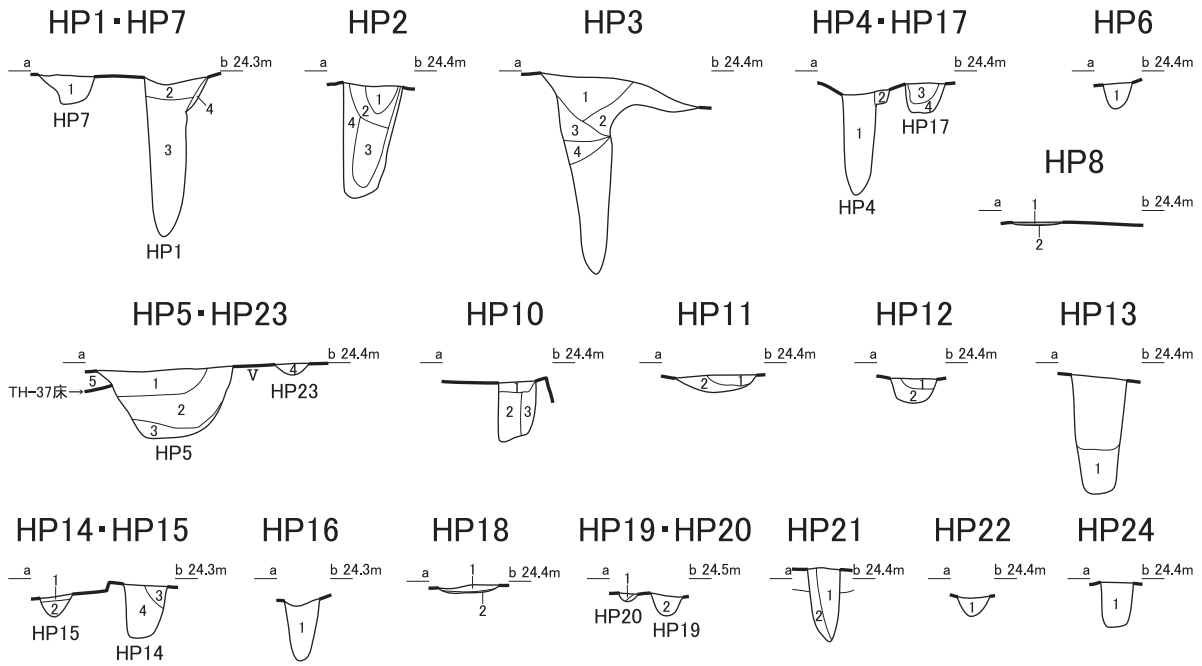 HP1・HP7
a
b 24.3m
1
HP7
2
4
3
HP1
HP2
a
b 24.4m
1
2
4
3
HP3
a
b 24.4m
1
2
3
4
HP4・HP17
a
b 24.4m
2
3
4
HP17
1
HP4
HP6
a
b 24.4m
1
HP8
a
b 24.4m
1
2
HP5・HP23
a
b 24.4m
5
TH-37床→
1
2
3
HP5
V
4
HP23
HP10
a
b 24.4m
1
2
3
HP11
a
b 24.4m
2
1
HP12
a
b 24.4m
1
2
HP13
a
b 24.4m
1
HP14・HP15
a
b 24.3m
1
2
HP15
3
4
HP14
HP16
a
b 24.3m
1
HP18
a
b 24.4m
1
2
HP19・HP20
a
b 24.5m
1
HP20
2
HP19
HP21
a
b 24.4m
1
2
HP22
a
b 24.4m
1
HP24
a
b 24.4m
1